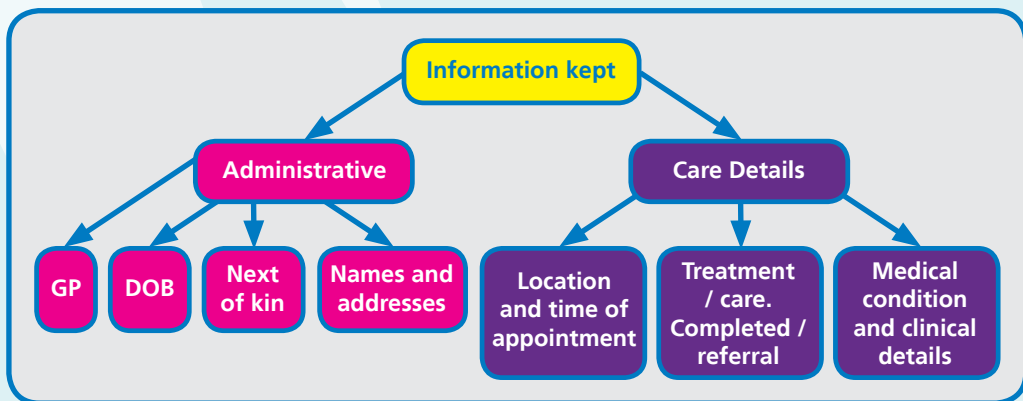 Information kept
Administrative
Care Details
GP
DOB
Next
of kin
Names and
addresses
Location
and time of
appointment
Treatment
/ care.
Completed /
referral
Medical
condition
and clinical
details